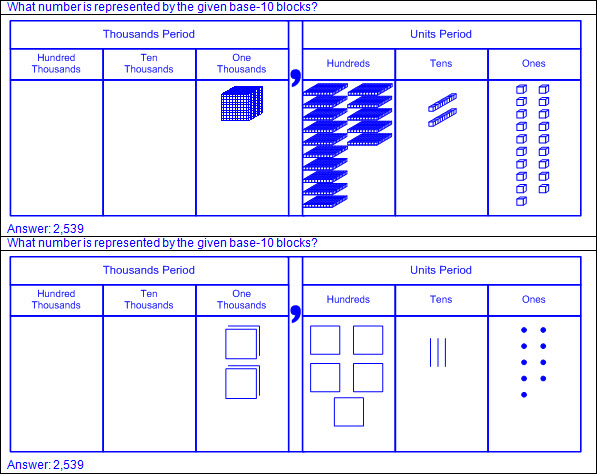 What number is represented by the given base-10 blocks?
Thousands Period Units Period
Hundred Thousands Ten Thousands One Thousands , Hundreds Tens Ones
Answer: 2,539
What number is represented by the given base-10 blocks?
Thousands Period Units Period
Hundred Thousands Ten Thousands One Thousands , Hundreds Tens Ones
Answer: 2,539